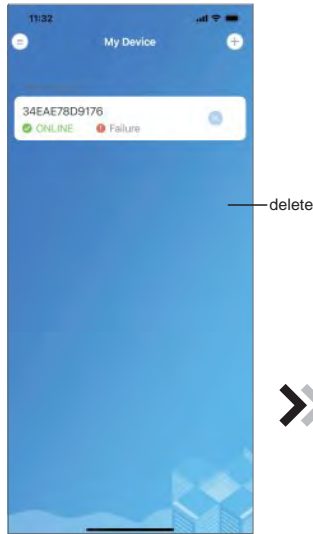 11:32
My Device
34EAE78D9176
ONLINE Failure
delete